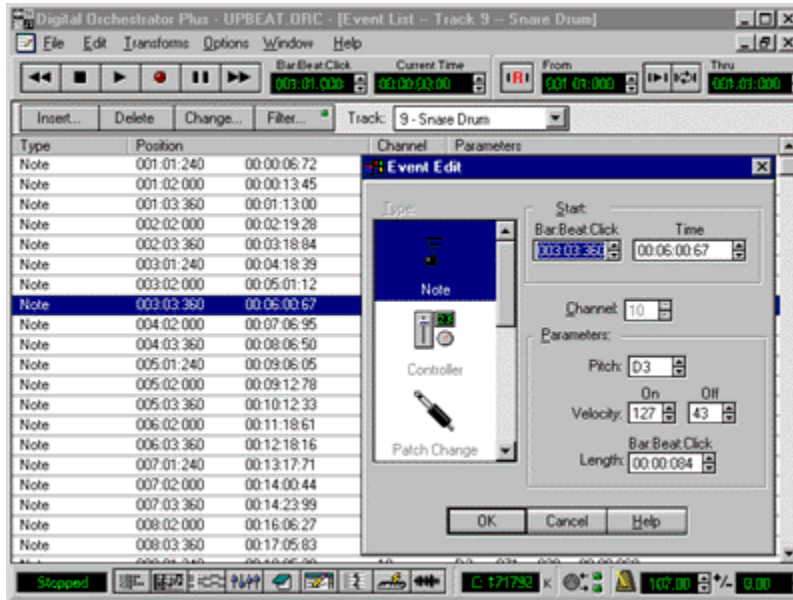 Digital Orchestrator Plus - UPBEAT.ORC - [Event List -- Track 9 -- Snare Drum]
File Edit Transforms Options Window Help
Bar:Beat:Click Current Time From Thru
001:01:000 00:00:00:00 001:01:000 001:01:000
Insert... Delete Change... Filter... Track: 9 - Snare Drum
Type Position Channel Parameters
Note 001:01:240 00:00:06:72
Note 001:02:000 00:00:13:45
Note 001:03:360 00:01:13:00
Note 002:02:000 00:02:19:28
Note 002:03:360 00:03:18:84
Note 003:01:240 00:04:18:39
Note 003:02:000 00:05:01:12
Note 003:03:360 00:06:00:67
Note 004:02:000 00:07:06:95
Note 004:03:360 00:08:06:50
Note 005:01:240 00:09:06:05
Note 005:02:000 00:09:12:78
Note 005:03:360 00:10:12:33
Note 006:02:000 00:11:18:61
Note 006:03:360 00:12:18:16
Note 007:01:240 00:13:17:71
Note 007:02:000 00:14:00:44
Note 007:03:360 00:14:23:99
Note 008:02:000 00:16:06:27
Note 008:03:360 00:17:05:83
Event Edit
Type:
Note
Controller
Patch Change
Start:
Bar:Beat:Click Time
003:03:360 00:06:00:67
Channel: 10
Parameters:
Pitch: D3
On Off
Velocity: 127 43
Bar:Beat:Click
Length: 00:00:084
OK Cancel Help
Stopped C: 171792 K 107.00 +/- 0.00